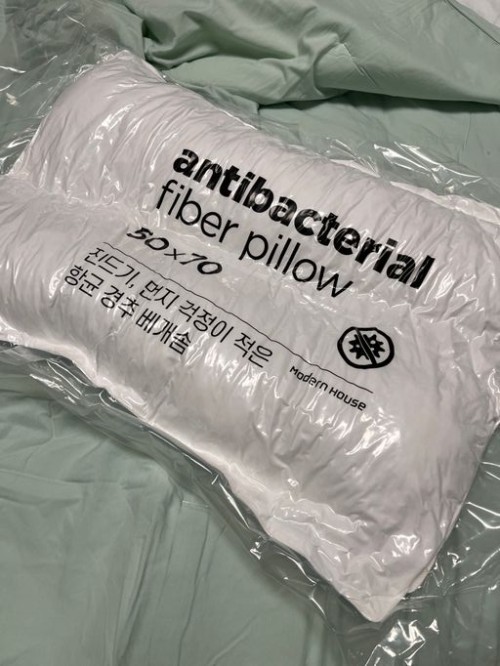 antibacterial
fiber pillow
50x70
진드기, 먼지 걱정이 적은
항균 경추 베개솜
Modern House